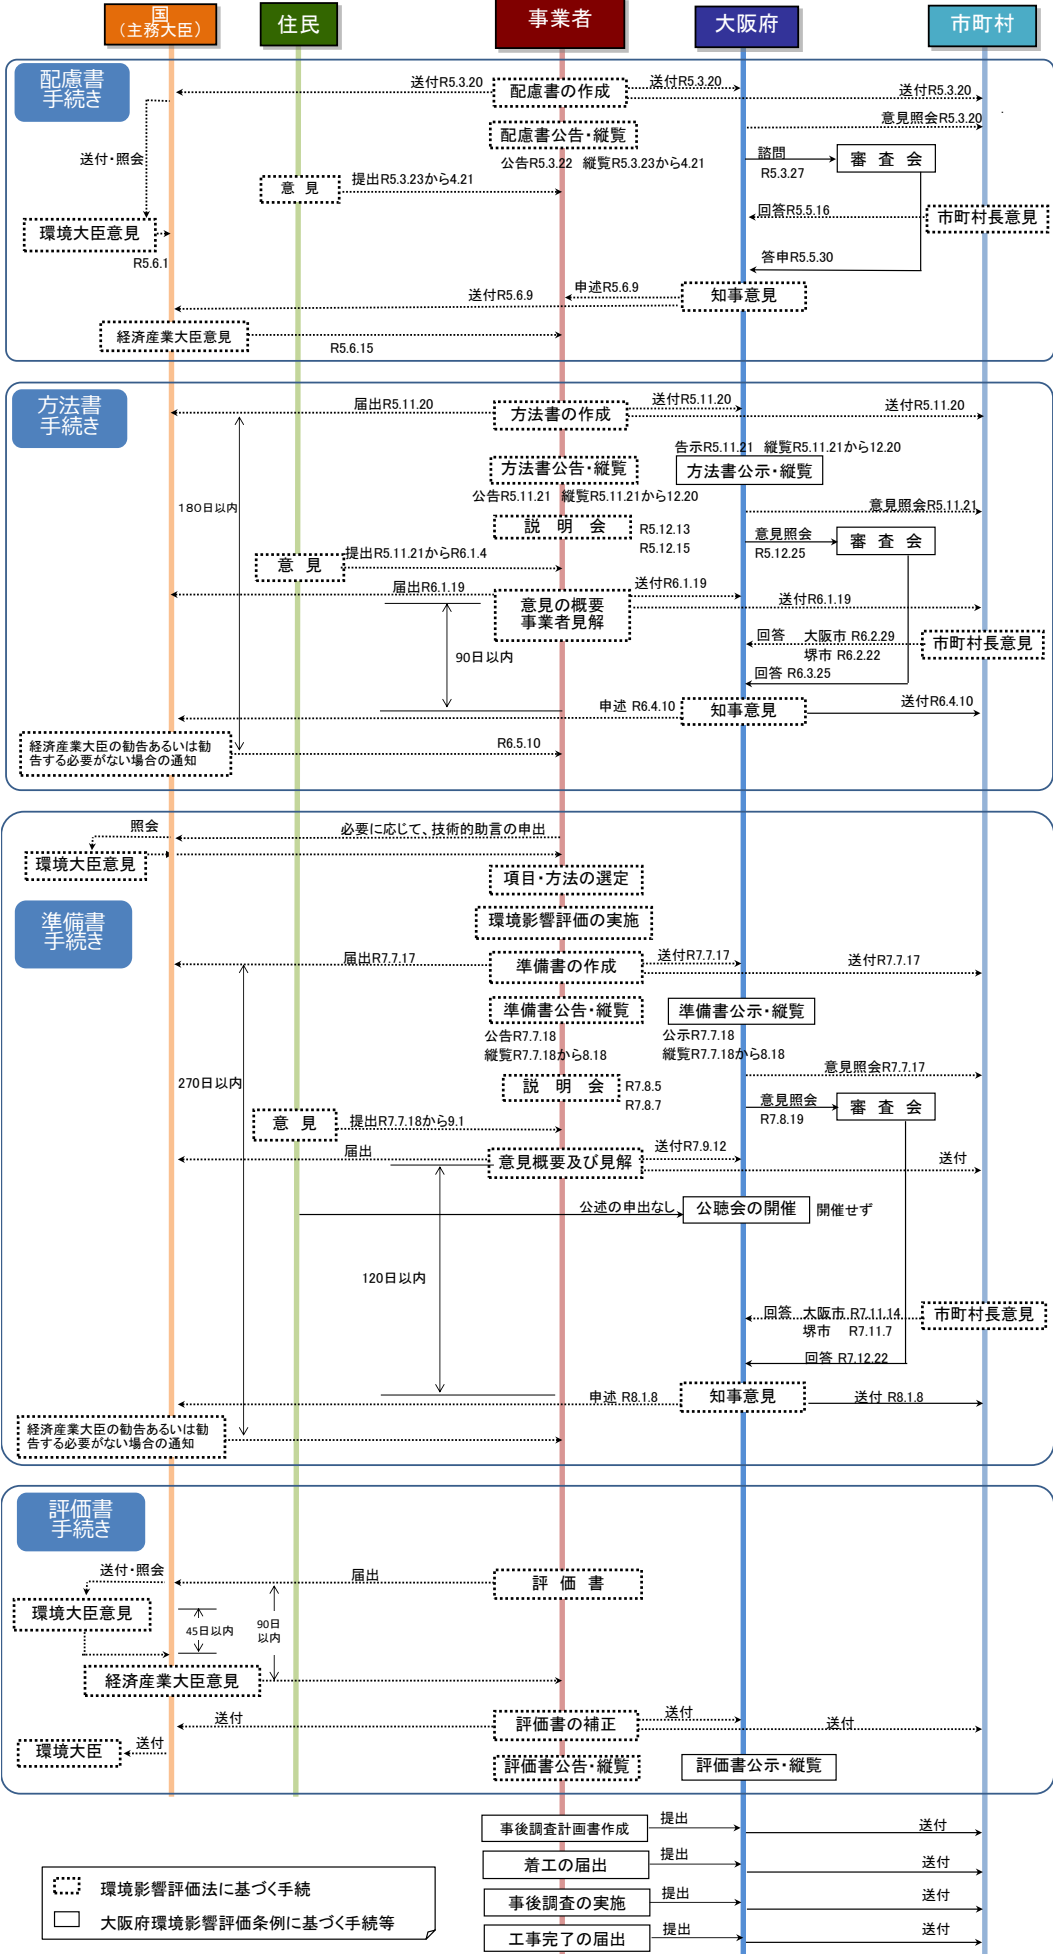 国
（主務大臣）
住民
事業者
大阪府
市町村
配慮書
手続き
送付R5.3.20
配慮書の作成
送付R5.3.20
送付R5.3.20
意見照会R5.3.20
配慮書公告・縦覧
公告R5.3.22 縦覧R5.3.23から4.21
諮問
R5.3.27
審 査 会
送付・照会
意 見
提出R5.3.23から4.21
回答R5.5.16
市町村長意見
環境大臣意見
R5.6.1
答申R5.5.30
送付R5.6.9
申述R5.6.9
知事意見
経済産業大臣意見
R5.6.15
方法書
手続き
届出R5.11.20
方法書の作成
送付R5.11.20
送付R5.11.20
告示R5.11.21 縦覧R5.11.21から12.20
方法書公告・縦覧
方法書公示・縦覧
公告R5.11.21 縦覧R5.11.21から12.20
意見照会R5.11.21
180日以内
説 明 会
R5.12.13
R5.12.15
意見照会
R5.12.25
審 査 会
意 見
提出R5.11.21からR6.1.4
届出R6.1.19
意見の概要
事業者見解
送付R6.1.19
送付R6.1.19
90日以内
回答 大阪市 R6.2.29
堺市 R6.2.22
市町村長意見
回答 R6.3.25
申述 R6.4.10
知事意見
送付R6.4.10
経済産業大臣の勧告あるいは勧
告する必要がない場合の通知
R6.5.10
照会
必要に応じて、技術的助言の申出
環境大臣意見
項目・方法の選定
準備書
手続き
環境影響評価の実施
届出R7.7.17
準備書の作成
送付R7.7.17
送付R7.7.17
準備書公告・縦覧
準備書公示・縦覧
公告R7.7.18
縦覧R7.7.18から8.18
公示R7.7.18
縦覧R7.7.18から8.18
意見照会R7.7.17
270日以内
説 明 会
R7.8.5
R7.8.7
意見照会
R7.8.19
審 査 会
意 見
提出R7.7.18から9.1
届出
意見概要及び見解
送付R7.9.12
送付
公述の申出なし
公聴会の開催
開催せず
120日以内
回答 大阪市 R7.11.14
堺市 R7.11.7
市町村長意見
回答 R7.12.22
申述 R8.1.8
知事意見
送付 R8.1.8
経済産業大臣の勧告あるいは勧
告する必要がない場合の通知
評価書
手続き
送付・照会
届出
評 価 書
環境大臣意見
45日以内
90日
以内
経済産業大臣意見
送付
評価書の補正
送付
送付
環境大臣
送付
評価書公告・縦覧
評価書公示・縦覧
事後調査計画書作成
提出
送付
着工の届出
提出
送付
事後調査の実施
提出
送付
工事完了の届出
提出
送付
環境影響評価法に基づく手続
大阪府環境影響評価条例に基づく手続等